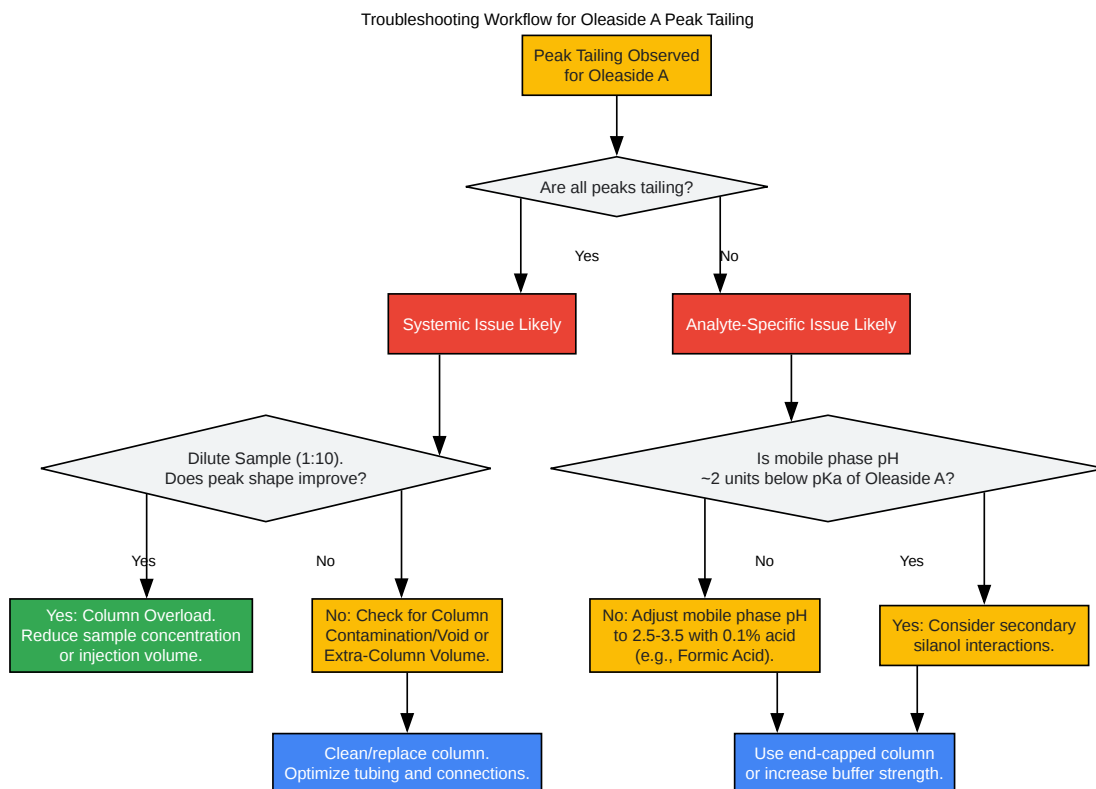 Troubleshooting Workflow for Oleaside A Peak Tailing
Peak Tailing Observed
for Oleaside A
Are all peaks tailing?
Yes
No
Systemic Issue Likely
Analyte-Specific Issue Likely
Dilute Sample (1:10).
Does peak shape improve?
Is mobile phase pH
~2 units below pKa of Oleaside A?
Yes
No
No
Yes
Yes: Column Overload.
Reduce sample concentration
or injection volume.
No: Check for Column
Contamination/Void or
Extra-Column Volume.
No: Adjust mobile phase pH
to 2.5-3.5 with 0.1% acid
(e.g., Formic Acid).
Yes: Consider secondary
silanol interactions.
Clean/replace column.
Optimize tubing and connections.
Use end-capped column
or increase buffer strength.